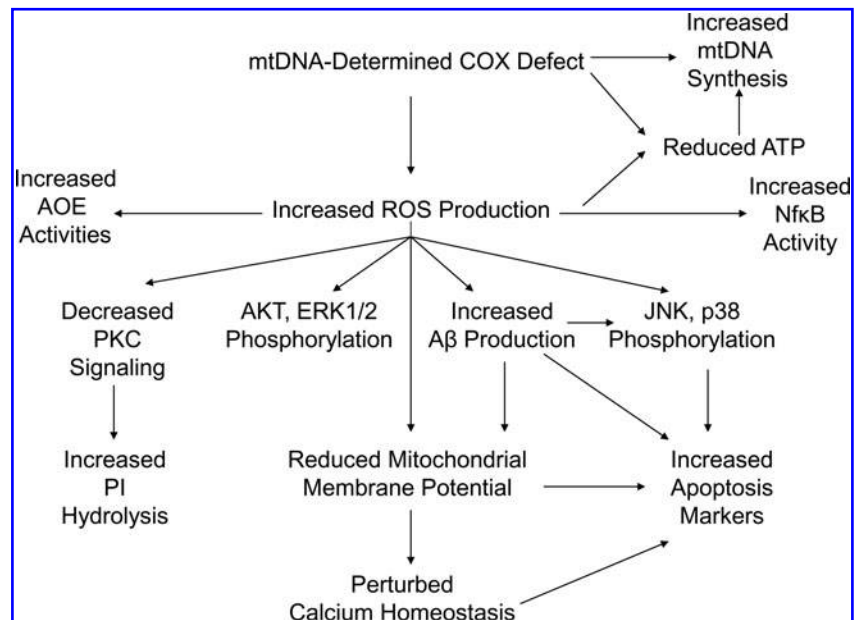 Increased
mtDNA
Synthesis
mtDNA-Determined COX Defect
Reduced ATP
Increased
AOE
Activities
Increased ROS Production
Increased
NfκB
Activity
Decreased
PKC
Signaling
AKT, ERK1/2
Phosphorylation
Increased
Aβ Production
JNK, p38
Phosphorylation
Increased
PI
Hydrolysis
Reduced Mitochondrial
Membrane Potential
Increased
Apoptosis
Markers
Perturbed
Calcium Homeostasis